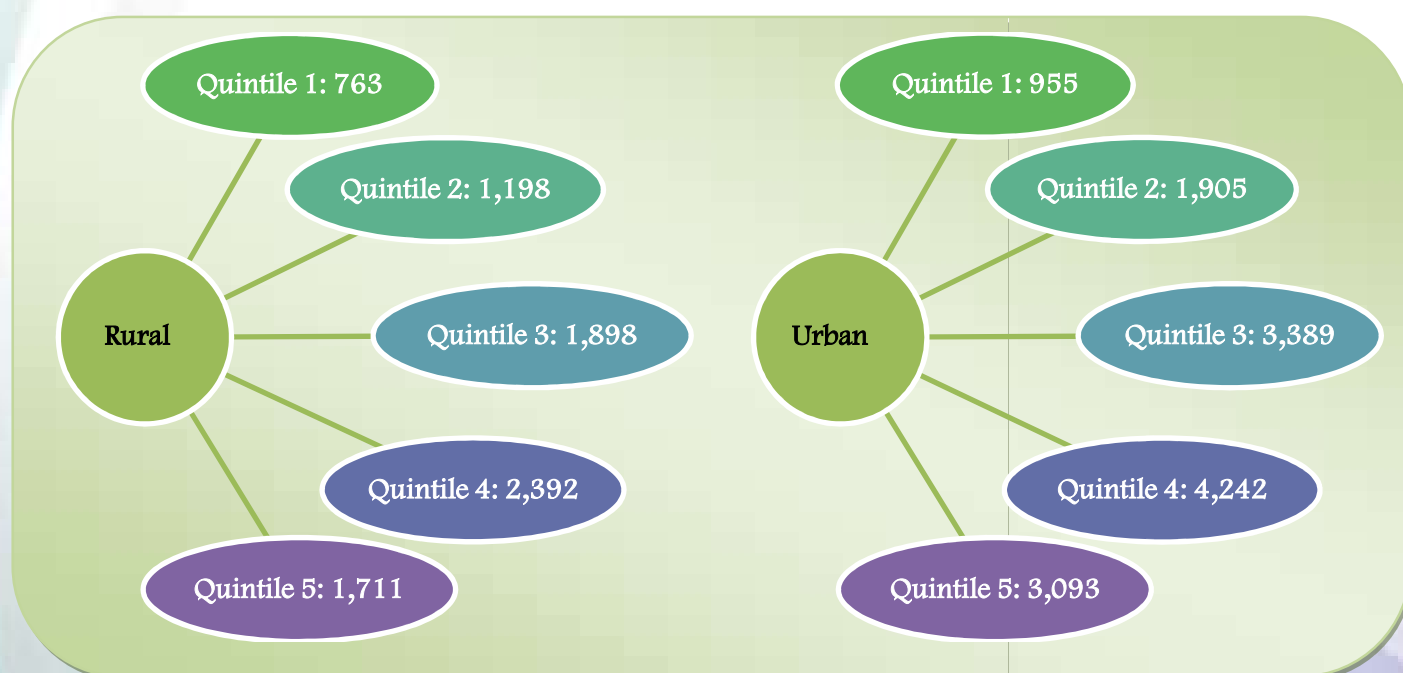 Rural
Quintile 1: 763
Quintile 2: 1,198
Quintile 3: 1,898
Quintile 4: 2,392
Quintile 5: 1,711
Urban
Quintile 1: 955
Quintile 2: 1,905
Quintile 3: 3,389
Quintile 4: 4,242
Quintile 5: 3,093